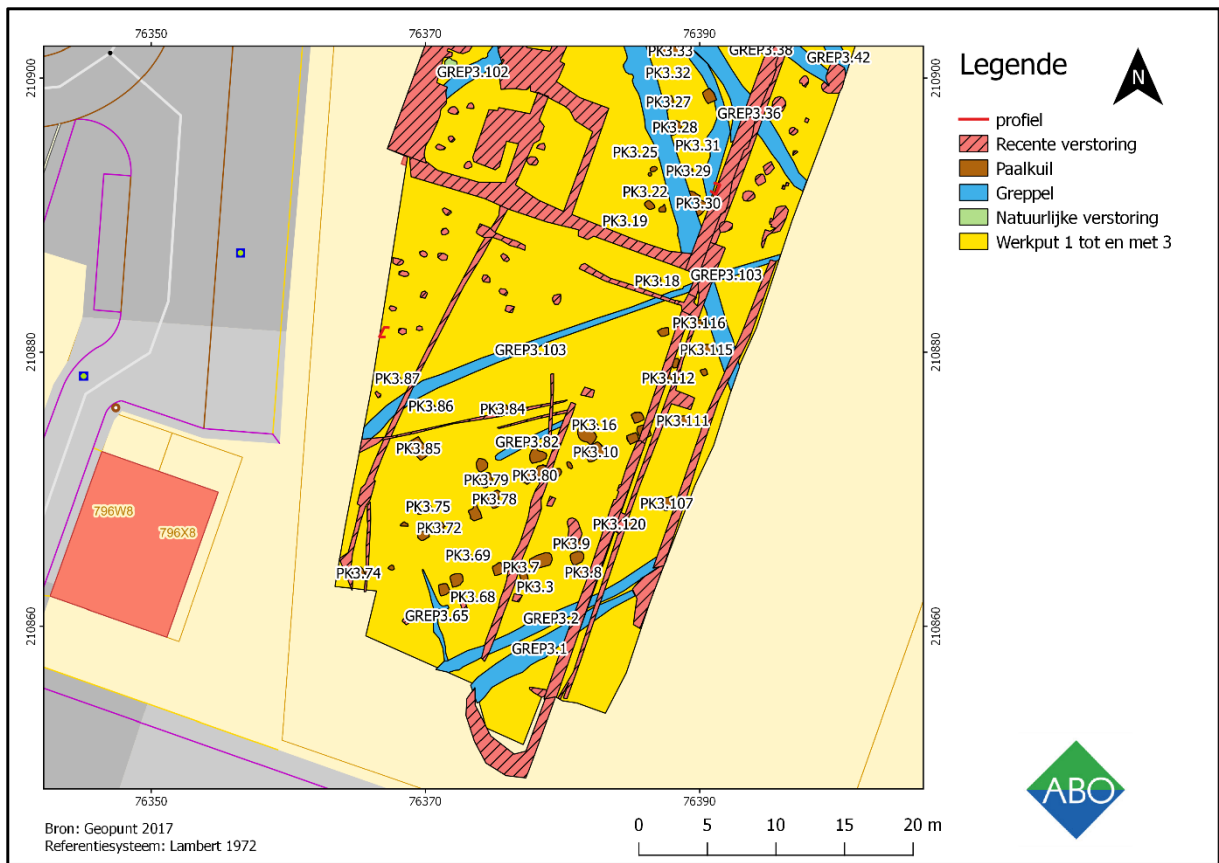 76350
76370
76390
210900
210880
210860
210900
210880
210860
76350
76370
76390
PK3.33
GREP3.38
GREP3.42
GREP3.102
PK3.32
PK3.27
GREP3.36
PK3.28
PK3.25
PK3.31
PK3.29
PK3.22
PK3.30
PK3.19
PK3.18
GREP3.103
PK3.116
GREP3.103
PK3.115
PK3.87
PK3.112
PK3.86
PK3.84
PK3.16
PK3.111
GREP3.82
PK3.85
PK3.10
PK3.80
PK3.79
PK3.78
PK3.75
PK3.107
PK3.72
PK3.120
PK3.9
PK3.69
PK3.7
PK3.8
PK3.74
PK3.3
PK3.68
GREP3.65
GREP3.2
GREP3.1
796W8
796X8
Legende
N
profiel
Recente verstoring
Paalkuil
Greppel
Natuurlijke verstoring
Werkput 1 tot en met 3
ABO
Bron: Geopunt 2017
Referentiesysteem: Lambert 1972
0 5 10 15 20 m